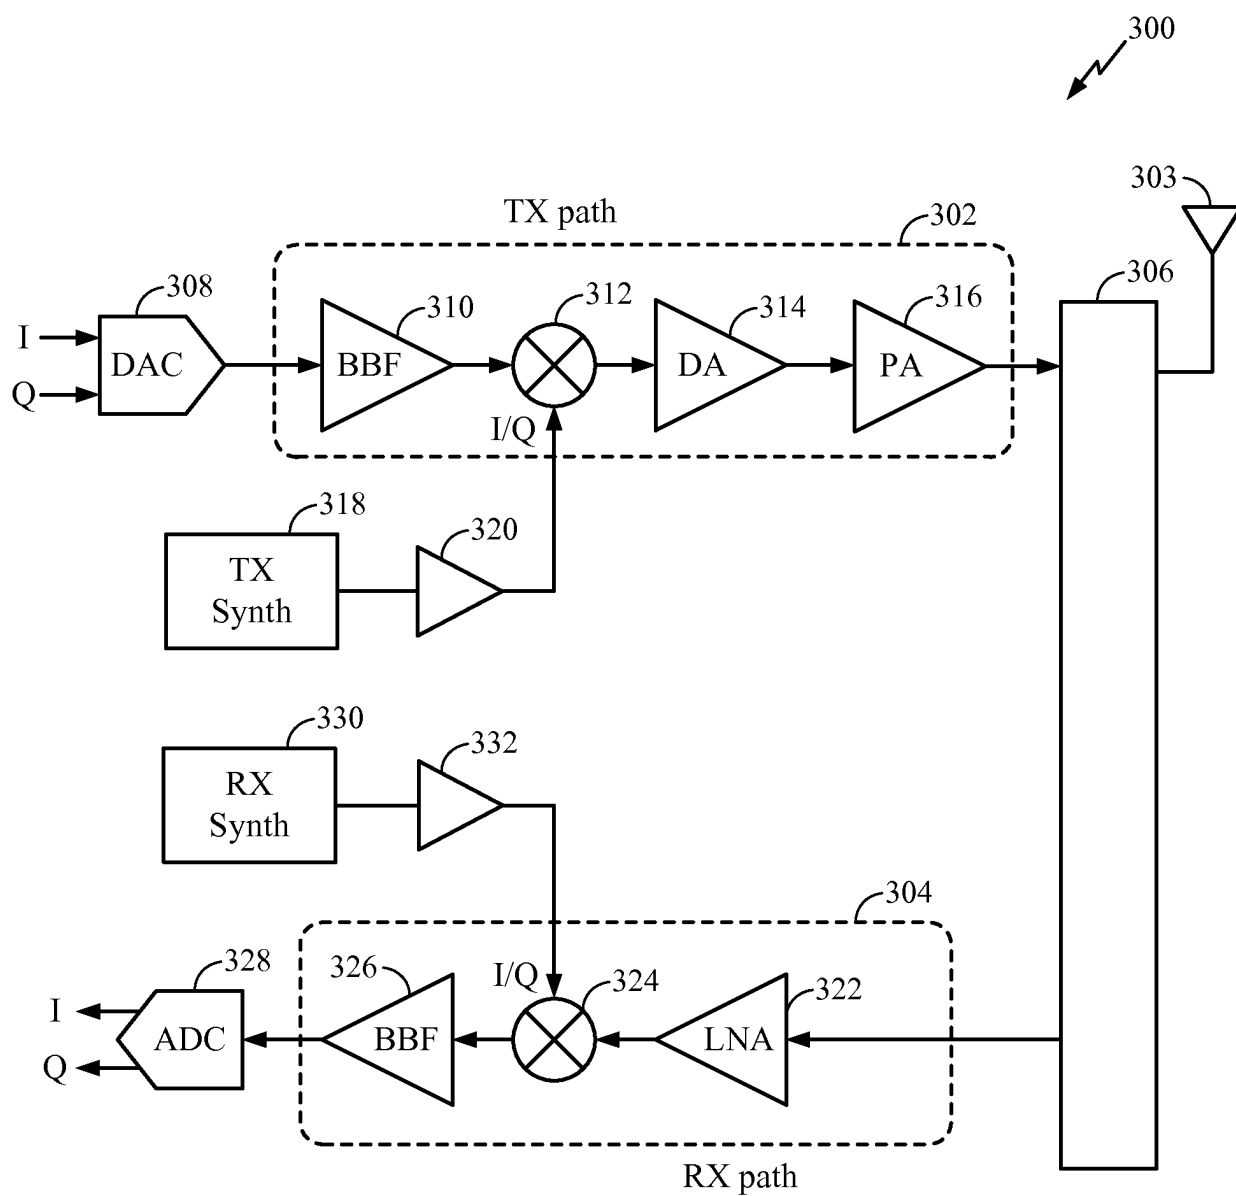 300
303
TX path
302
306
308
310
312
314
316
I
DAC
BBF
DA
PA
Q
I/Q
318
320
TX
Synth
330
332
RX
Synth
304
328
326
I/Q
324
322
I
ADC
BBF
LNA
Q
RX path